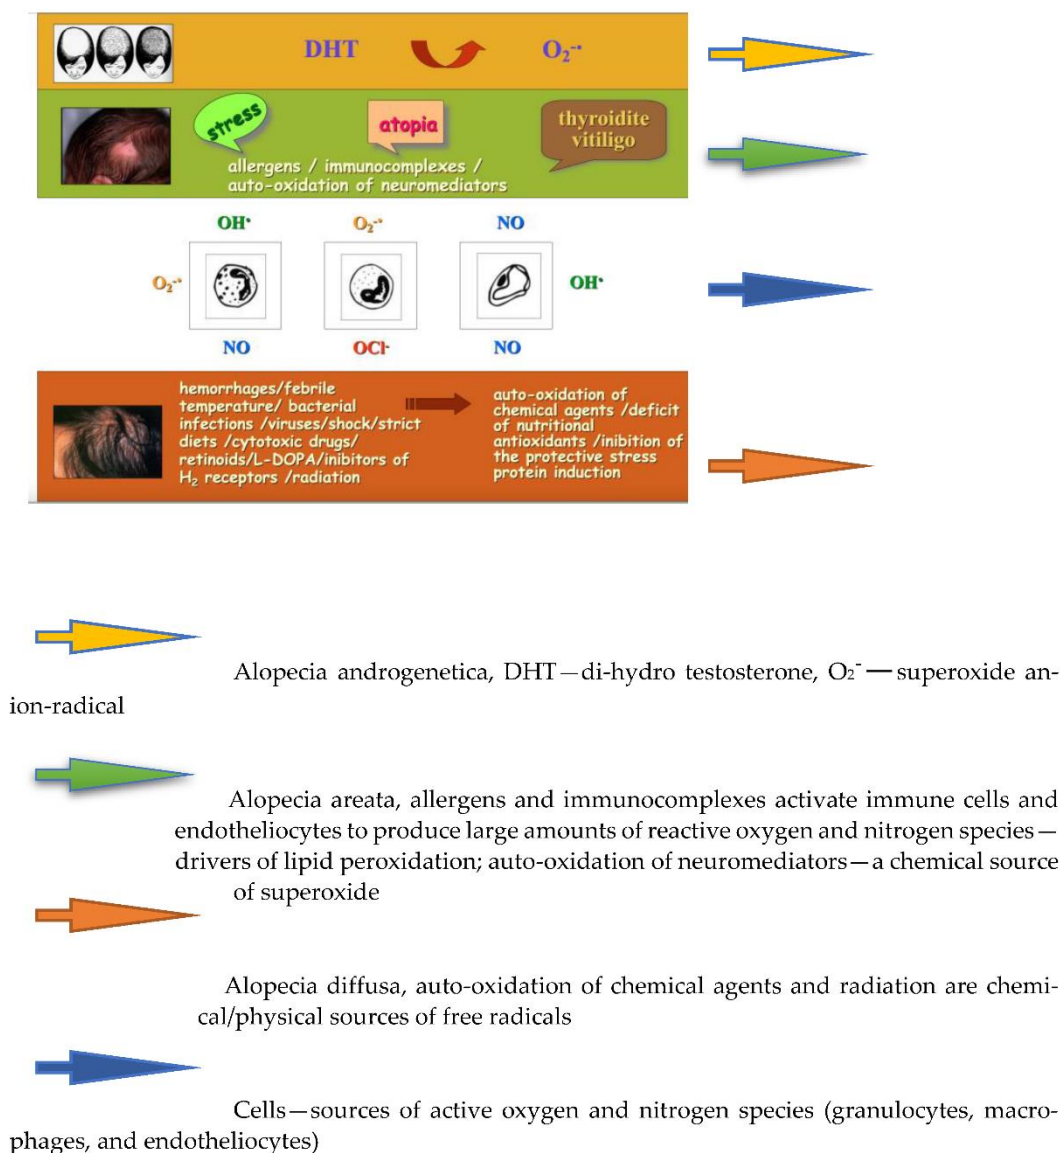 DHT O₂⁻•
stress
atopia
thyroidite
vitiligo
allergens / immunocomplexes /
auto-oxidation of neuromediators
OH• O₂⁻• NO
O₂⁻• OH•
NO OCl⁻ NO
hemorrhages/febrile
temperature/ bacterial
infections /viruses/shock/strict
diets /cytotoxic drugs/
retinoids/L-DOPA/inibitors of
H₂ receptors /radiation
auto-oxidation of
chemical agents /deficit
of nutritional
antioxidants /inibition of
the protective stress
protein induction
Alopecia androgenetica, DHT—di-hydro testosterone, O₂⁻—superoxide an-
ion-radical
Alopecia areata, allergens and immunocomplexes activate immune cells and
endotheliocytes to produce large amounts of reactive oxygen and nitrogen species—
drivers of lipid peroxidation; auto-oxidation of neuromediators—a chemical source
of superoxide
Alopecia diffusa, auto-oxidation of chemical agents and radiation are chemi-
cal/physical sources of free radicals
Cells—sources of active oxygen and nitrogen species (granulocytes, macro-
phages, and endotheliocytes)